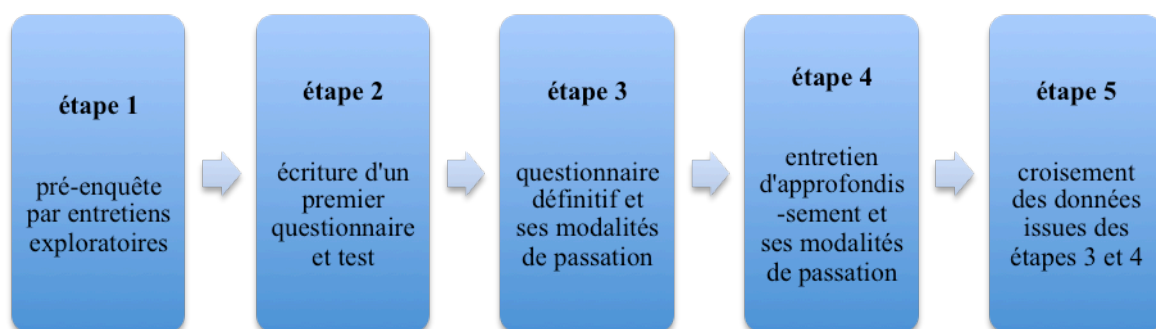 étape 1
pré-enquête
par entretiens
exploratoires
étape 2
écriture d'un
premier
questionnaire
et test
étape 3
questionnaire
définitif et
ses modalités
de passation
étape 4
entretien
d'approfondis
-sement et
ses modalités
de passation
étape 5
croisement
des données
issues des
étapes 3 et 4